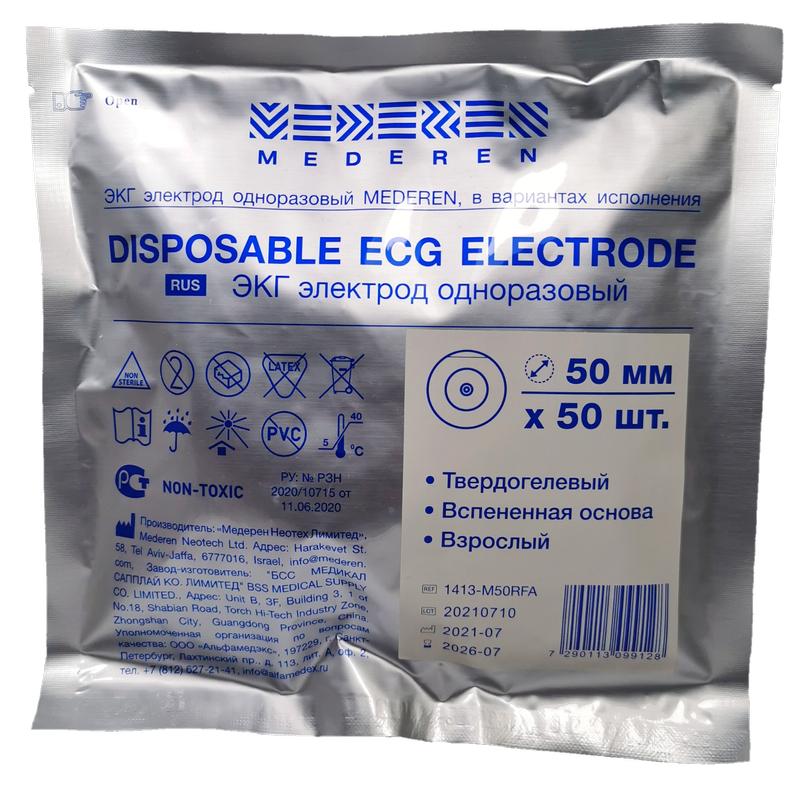 Open
MEDEREN
MEDEREN
ЭКГ электрод одноразовый MEDEREN, в вариантах исполнения
DISPOSABLE ECG ELECTRODE
RUS ЭКГ электрод одноразовый
NON
STERILE
2
LATEX
PVC
5
40
°C
РСТ
NON-TOXIC
РУ: № РЗН
2020/10715 от
11.06.2020
Производитель: «Медерен Неотех Лимитед»,
Mederen Neotech Ltd. Адрес: Harakevet St.
58, Tel Aviv-Jaffa, 6777016, Israel, info@mederen.
com, Завод-изготовитель: "БСС МЕДИКАЛ
САППЛАЙ КО. ЛИМИТЕД" BSS MEDICAL SUPPLY
CO. LIMITED., Адрес: Unit B, 3F, Building 3, 1 of
No.18, Shabian Road, Torch Hi-Tech Industry Zone,
Zhongshan City, Guangdong Province, China.
Уполномоченная организация по вопросам
качества: ООО «Альфамедэкс», 197229, г. Санкт-
Петербург, Лахтинский пр., д. 113, лит. А, оф. 2,
тел. +7 (812) 627-21-41, info@alfamedex.ru
50 мм
x 50 шт.
• Твердогелевый
• Вспененная основа
• Взрослый
REF 1413-M50RFA
LOT 20210710
2021-07
2026-07
7 290113 099128